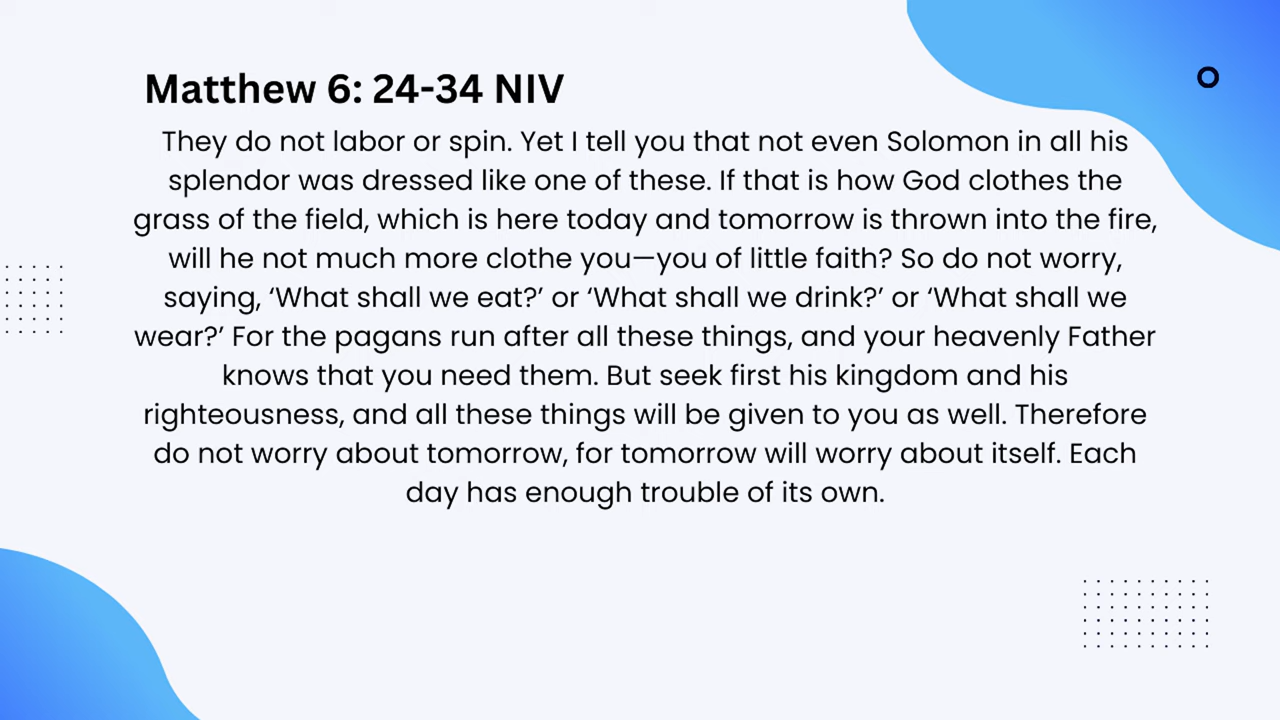 Matthew 6: 24-34 NIV
They do not labor or spin. Yet I tell you that not even Solomon in all his
splendor was dressed like one of these. If that is how God clothes the
grass of the field, which is here today and tomorrow is thrown into the fire,
will he not much more clothe you—you of little faith? So do not worry,
saying, ‘What shall we eat?’ or ‘What shall we drink?’ or ‘What shall we
wear?’ For the pagans run after all these things, and your heavenly Father
knows that you need them. But seek first his kingdom and his
righteousness, and all these things will be given to you as well. Therefore
do not worry about tomorrow, for tomorrow will worry about itself. Each
day has enough trouble of its own.